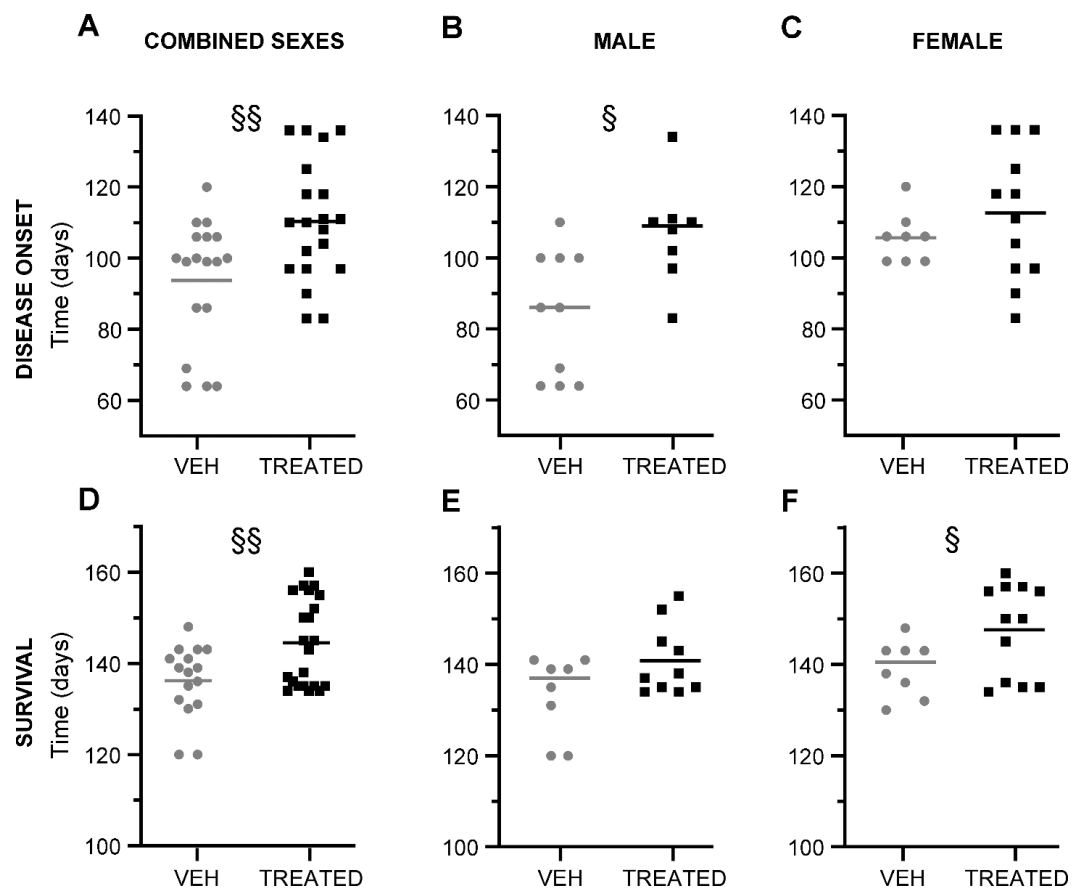 A
COMBINED SEXES
B
MALE
C
FEMALE
DISEASE ONSET
Time (days)
140
120
100
80
60
§§
VEH
TREATED
140
120
100
80
60
§
VEH
TREATED
140
120
100
80
60
VEH
TREATED
D
E
F
SURVIVAL
Time (days)
160
140
120
100
§§
VEH
TREATED
160
140
120
100
VEH
TREATED
160
140
120
100
§
VEH
TREATED